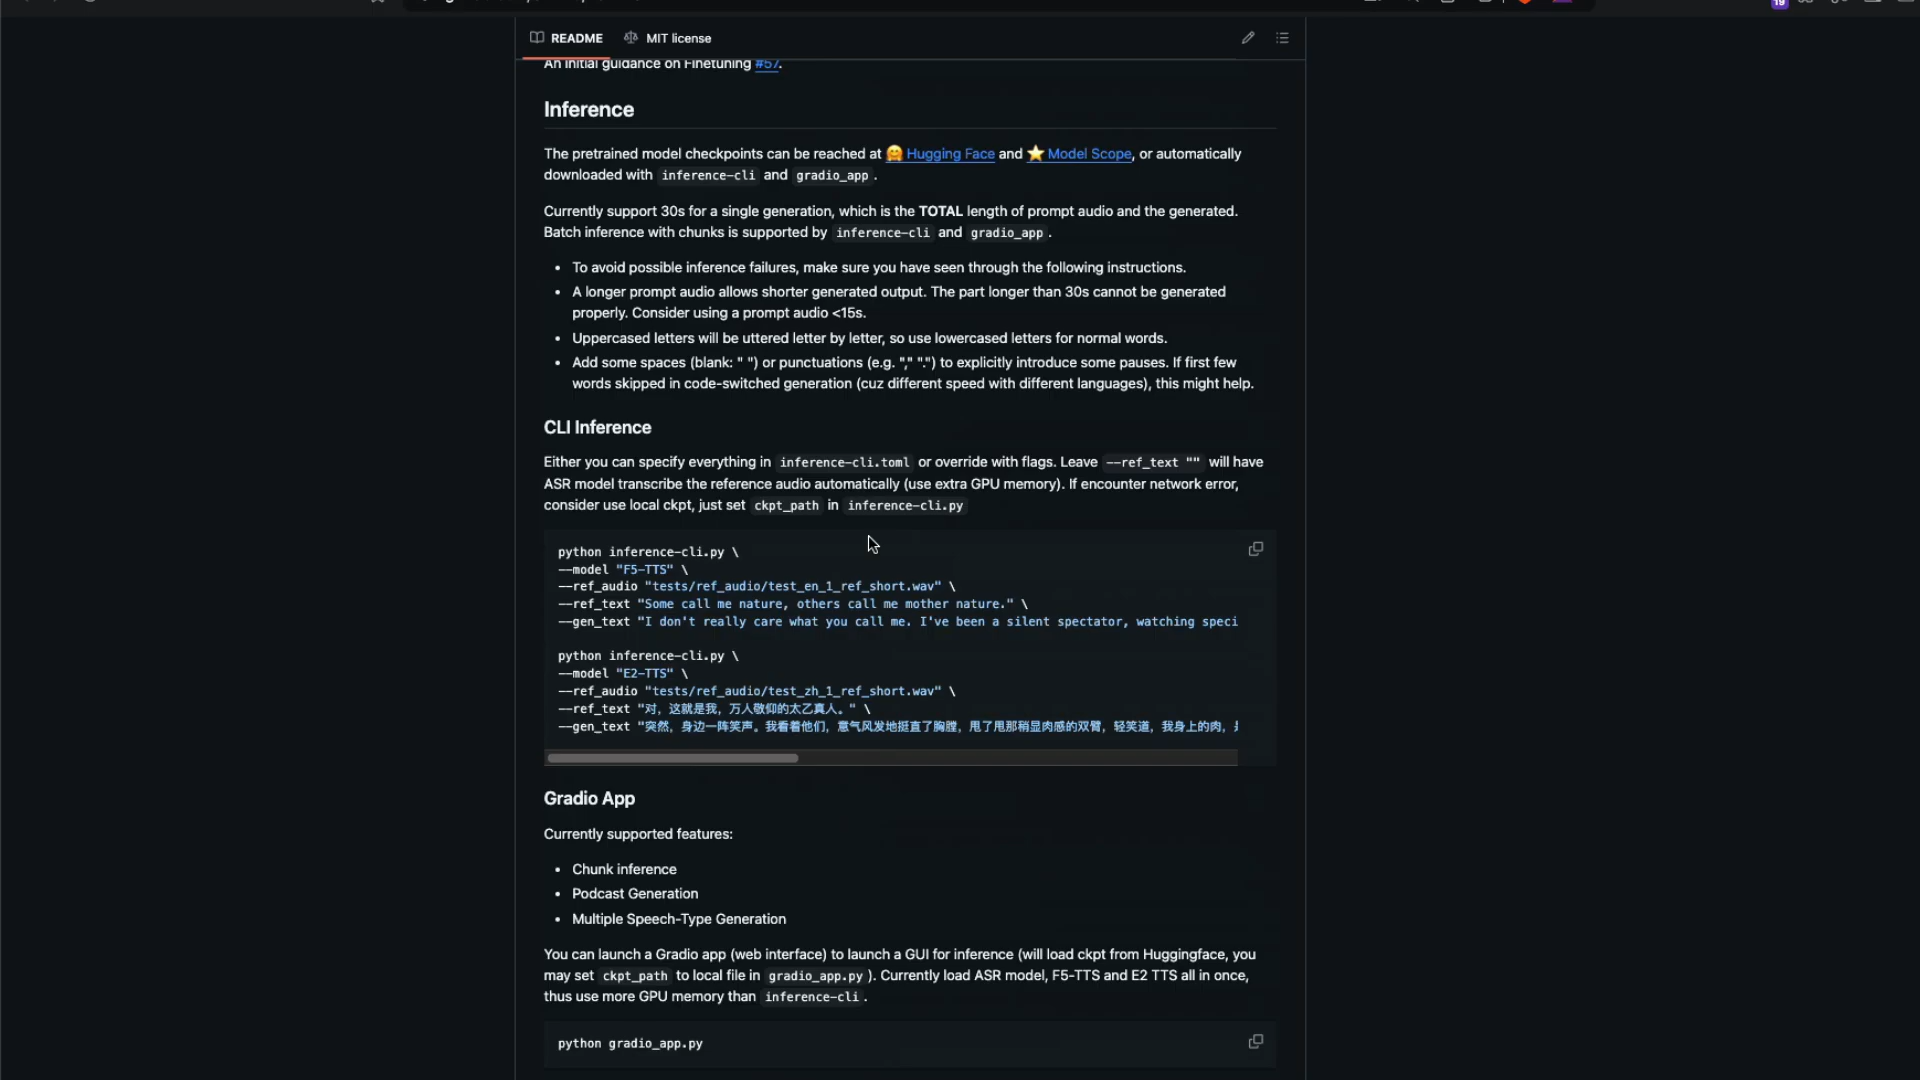 19
README MIT license
An initial guidance on Finetuning #57.
Inference
The pretrained model checkpoints can be reached at 🤗 Hugging Face and ⭐ Model Scope, or automatically
downloaded with inference-cli and gradio_app .
Currently support 30s for a single generation, which is the TOTAL length of prompt audio and the generated.
Batch inference with chunks is supported by inference-cli and gradio_app .
• To avoid possible inference failures, make sure you have seen through the following instructions.
• A longer prompt audio allows shorter generated output. The part longer than 30s cannot be generated
properly. Consider using a prompt audio <15s.
• Uppercased letters will be uttered letter by letter, so use lowercased letters for normal words.
• Add some spaces (blank: " ") or punctuations (e.g. "," ".") to explicitly introduce some pauses. If first few
words skipped in code-switched generation (cuz different speed with different languages), this might help.
CLI Inference
Either you can specify everything in inference-cli.toml or override with flags. Leave --ref_text "" will have
ASR model transcribe the reference audio automatically (use extra GPU memory). If encounter network error,
consider use local ckpt, just set ckpt_path in inference-cli.py
python inference-cli.py \
--model "F5-TTS" \
--ref_audio "tests/ref_audio/test_en_1_ref_short.wav" \
--ref_text "Some call me nature, others call me mother nature." \
--gen_text "I don't really care what you call me. I've been a silent spectator, watching speci
python inference-cli.py \
--model "E2-TTS" \
--ref_audio "tests/ref_audio/test_zh_1_ref_short.wav" \
--ref_text "对，这就是我，万人敬仰的太乙真人。" \
--gen_text "突然，身边一阵笑声。我看着他们，意气风发地挺直了胸膛，甩了甩那稍显肉感的双臂，轻笑道，我身上的肉，
Gradio App
Currently supported features:
• Chunk inference
• Podcast Generation
• Multiple Speech-Type Generation
You can launch a Gradio app (web interface) to launch a GUI for inference (will load ckpt from Huggingface, you
may set ckpt_path to local file in gradio_app.py ). Currently load ASR model, F5-TTS and E2 TTS all in once,
thus use more GPU memory than inference-cli .
python gradio_app.py